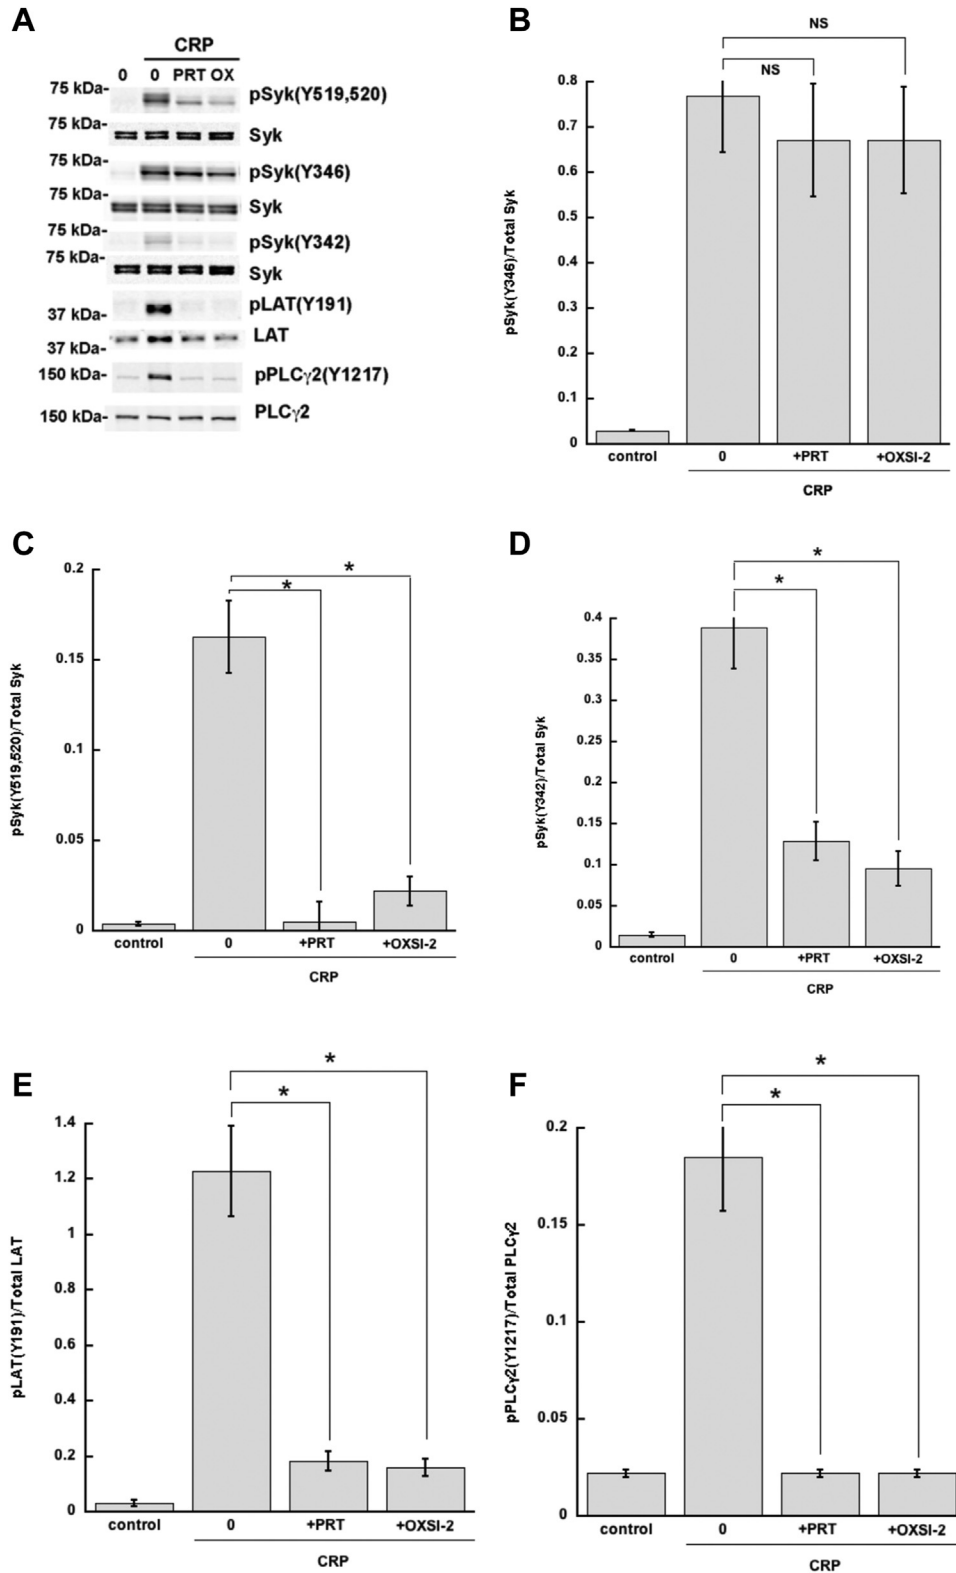 A
CRP
0 0 PRT OX
75 kDa- pSyk(Y519,520)
75 kDa- Syk
75 kDa- pSyk(Y346)
75 kDa- Syk
75 kDa- pSyk(Y342)
75 kDa- Syk
37 kDa- pLAT(Y191)
37 kDa- LAT
150 kDa- pPLCγ2(Y1217)
150 kDa- PLCγ2
B
NS
NS
pSyk(Y346)/Total Syk
0.8
0.7
0.6
0.5
0.4
0.3
0.2
0.1
0
control 0 +PRT +OXSI-2
CRP
C
*
*
pSyk(Y519,520)/Total Syk
0.2
0.15
0.1
0.05
0
control 0 +PRT +OXSI-2
CRP
D
*
*
pSyk(Y342)/Total Syk
0.4
0.35
0.3
0.25
0.2
0.15
0.1
0.05
0
control 0 +PRT +OXSI-2
CRP
E
*
*
pLAT(Y191)/Total LAT
1.4
1.2
1
0.8
0.6
0.4
0.2
0
control 0 +PRT +OXSI-2
CRP
F
*
*
pPLCγ2(Y1217)/Total PLCγ2
0.2
0.15
0.1
0.05
0
control 0 +PRT +OXSI-2
CRP